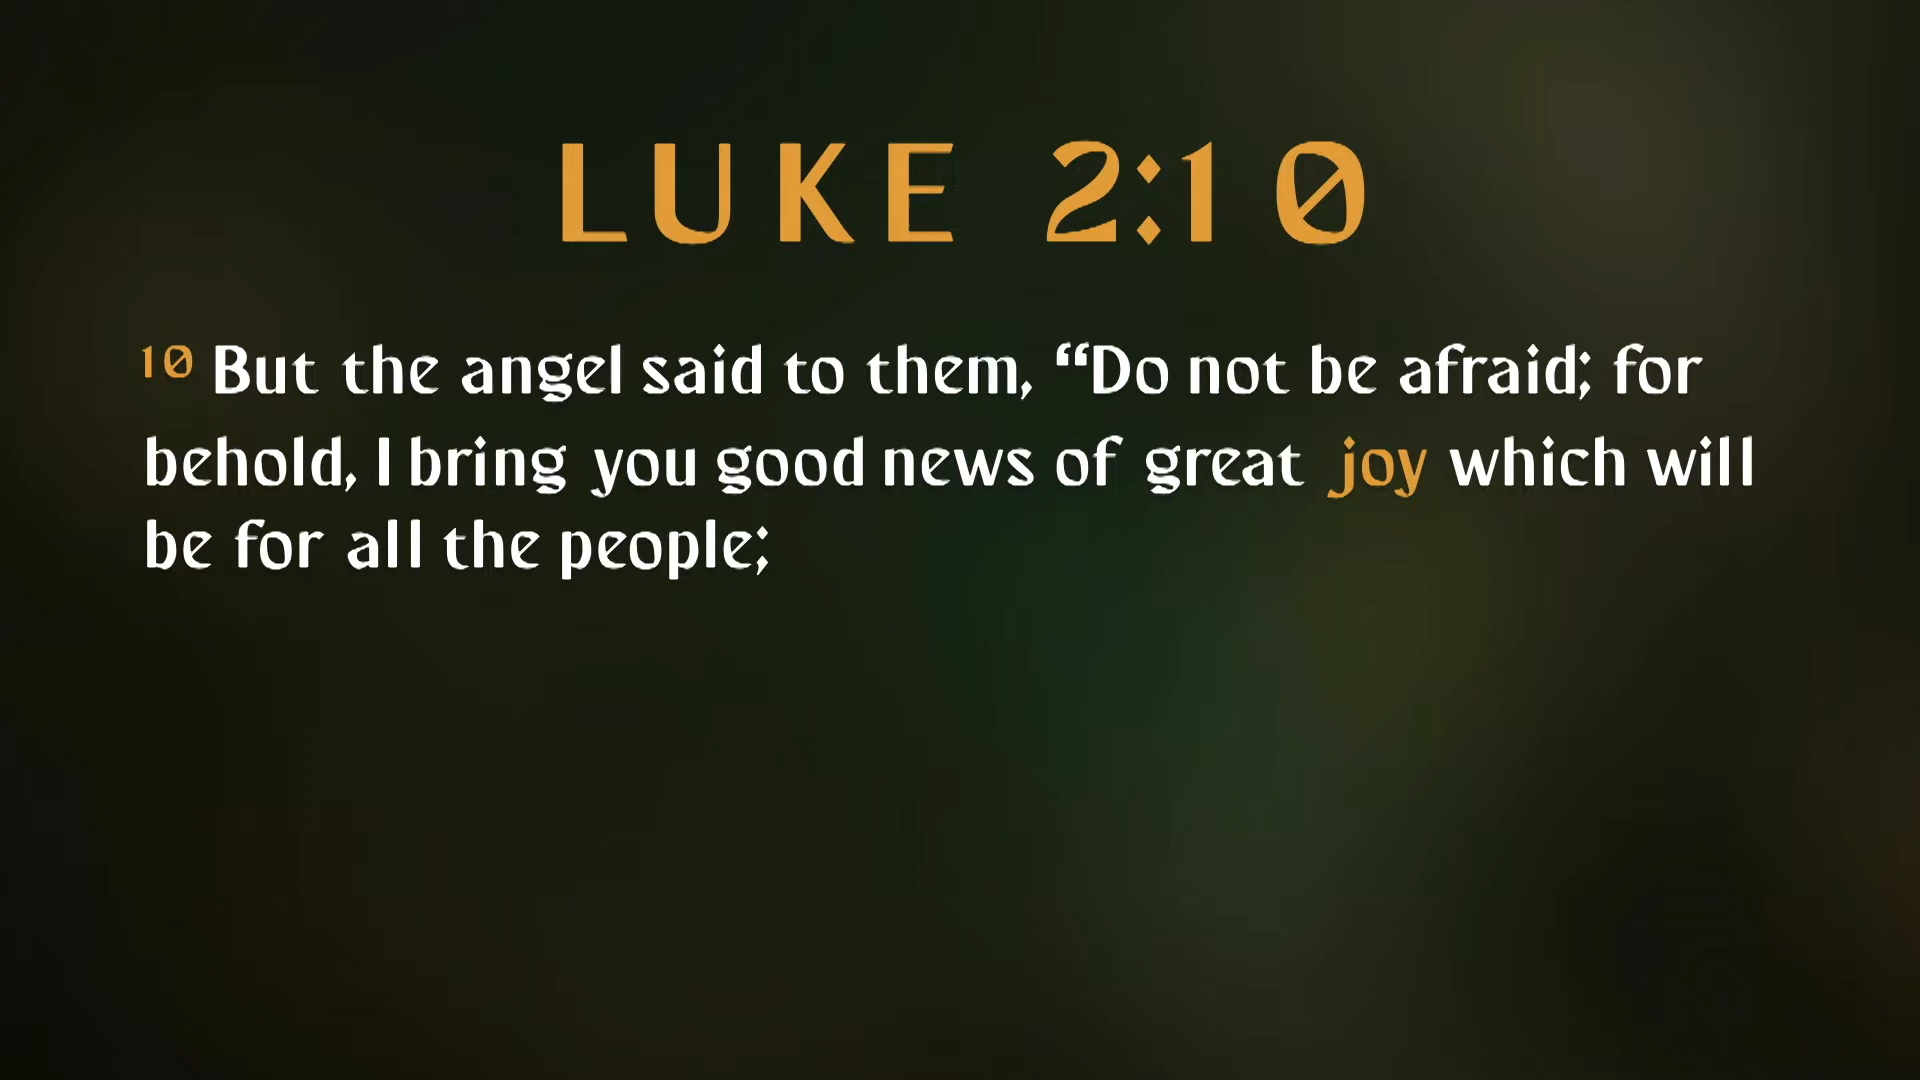 LUKE 2:10
10 But the angel said to them, “Do not be afraid; for
behold, I bring you good news of great joy which will
be for all the people;